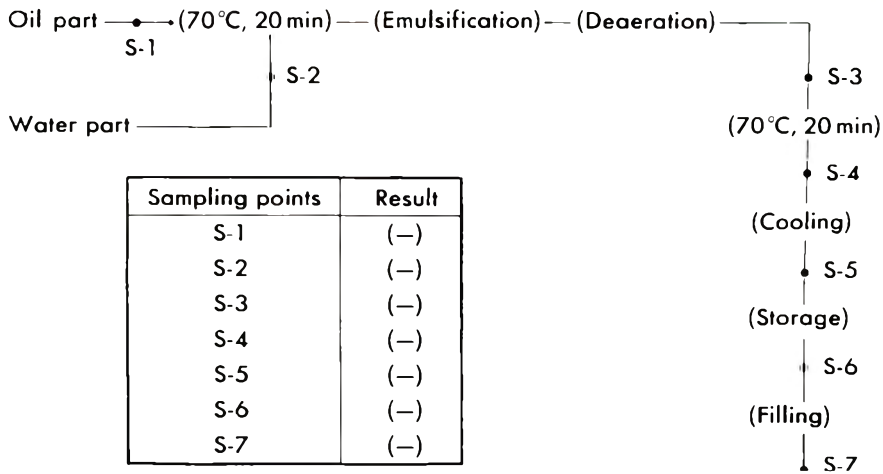 Oil part (70°C, 20 min) (Emulsification) (Deaeration)
S-1
S-2
S-3
Water part
(70°C, 20 min)
S-4
(Cooling)
S-5
(Storage)
S-6
(Filling)
S-7
Sampling points Result
S-1 (—)
S-2 (—)
S-3 (—)
S-4 (—)
S-5 (—)
S-6 (—)
S-7 (—)